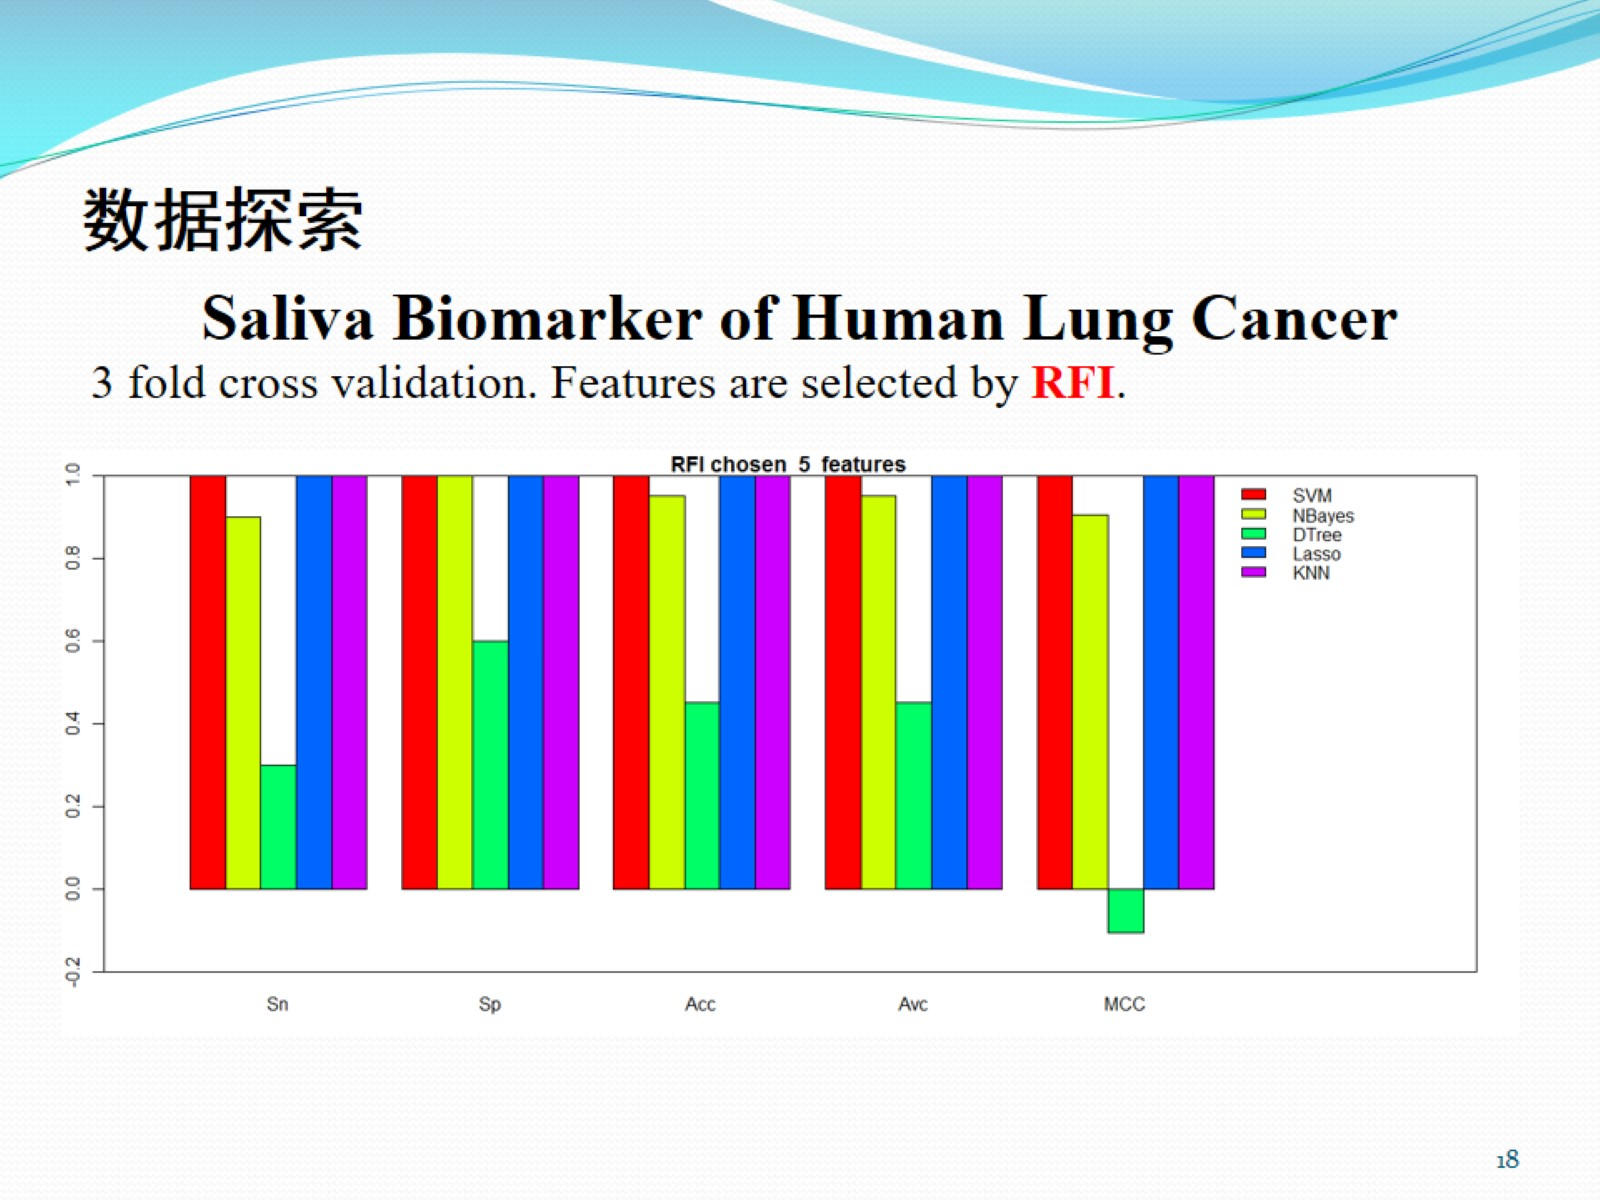 数据探索
Saliva Biomarker of Human Lung Cancer
3 fold cross validation. Features are selected by RFI.
RFI chosen 5 features
1.0
0.8
0.6
0.4
0.2
0.0
-0.2
SVM
NBayes
DTree
Lasso
KNN
Sn Sp Acc Avc MCC
18